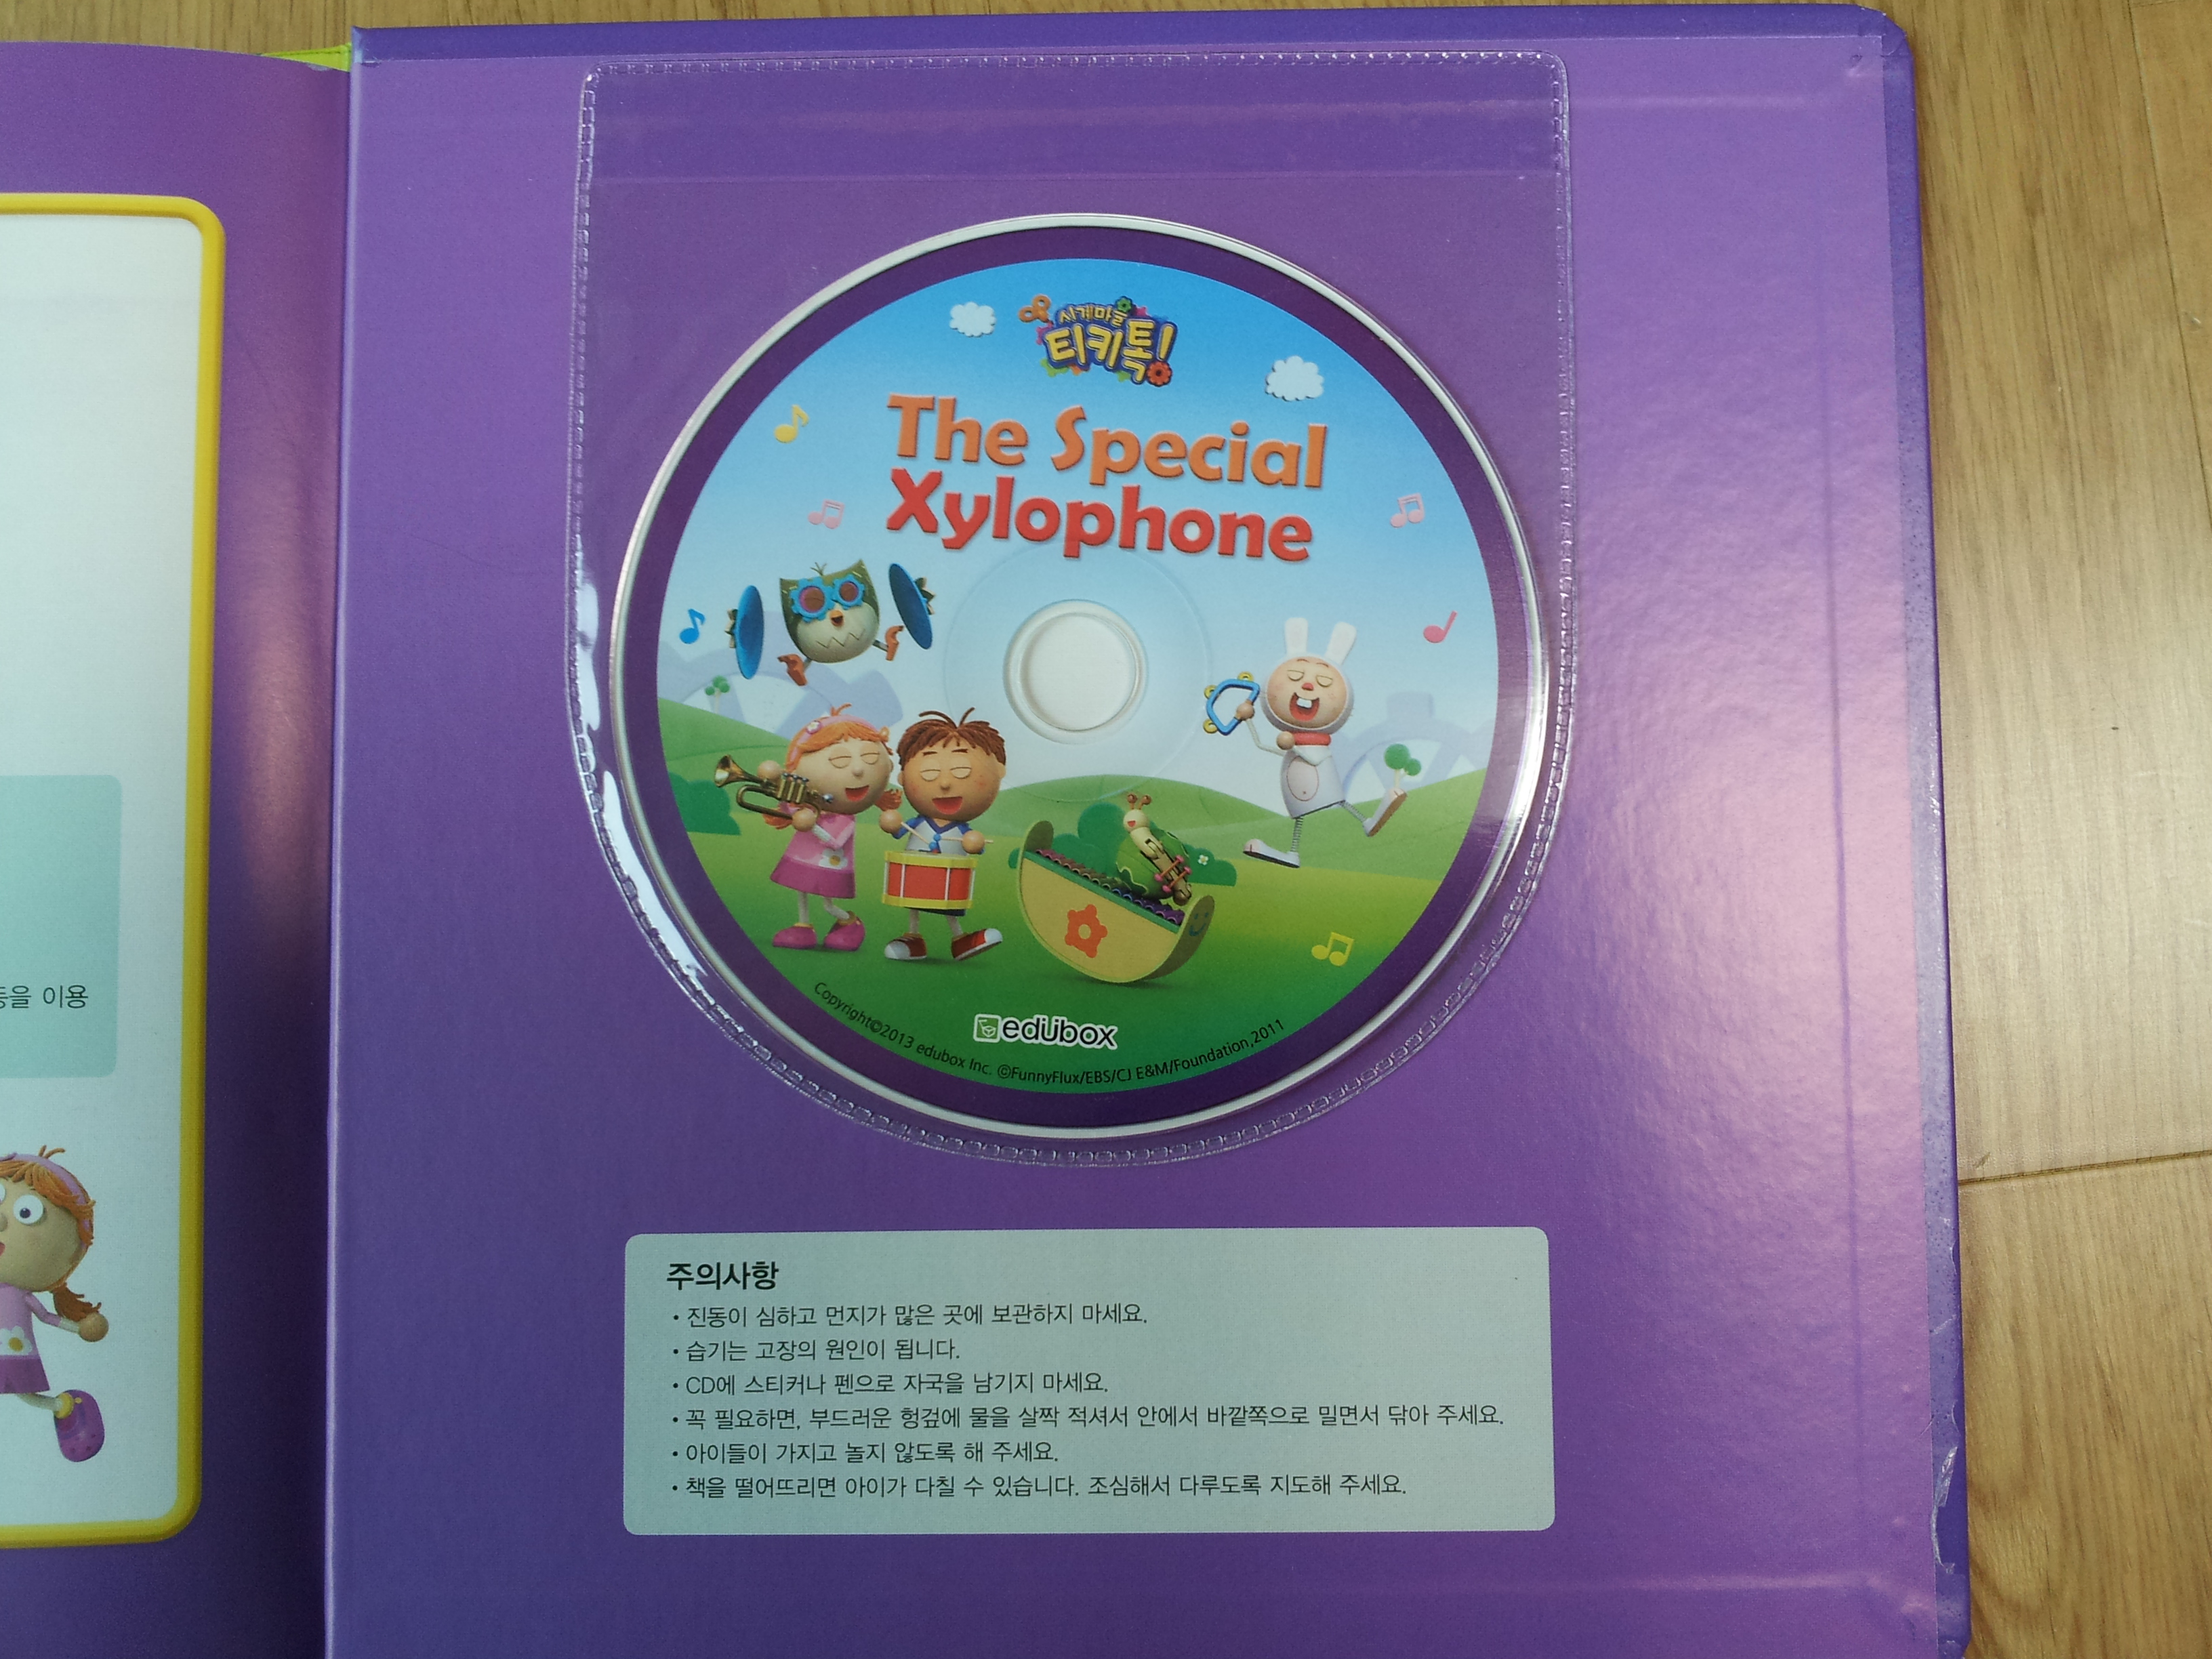 시계마을
티키톡!
The Special
Xylophone
edubox
Copyright©2013 edubox Inc. ©FunnyFlux/EBS/CJ E&M/Foundation,2011
을 이용
주의사항
• 진동이 심하고 먼지가 많은 곳에 보관하지 마세요.
• 습기는 고장의 원인이 됩니다.
• CD에 스티커나 펜으로 자국을 남기지 마세요.
• 꼭 필요하면, 부드러운 헝겊에 물을 살짝 적셔서 안에서 바깥쪽으로 밀면서 닦아 주세요.
• 아이들이 가지고 놀지 않도록 해 주세요.
• 책을 떨어뜨리면 아이가 다칠 수 있습니다. 조심해서 다루도록 지도해 주세요.